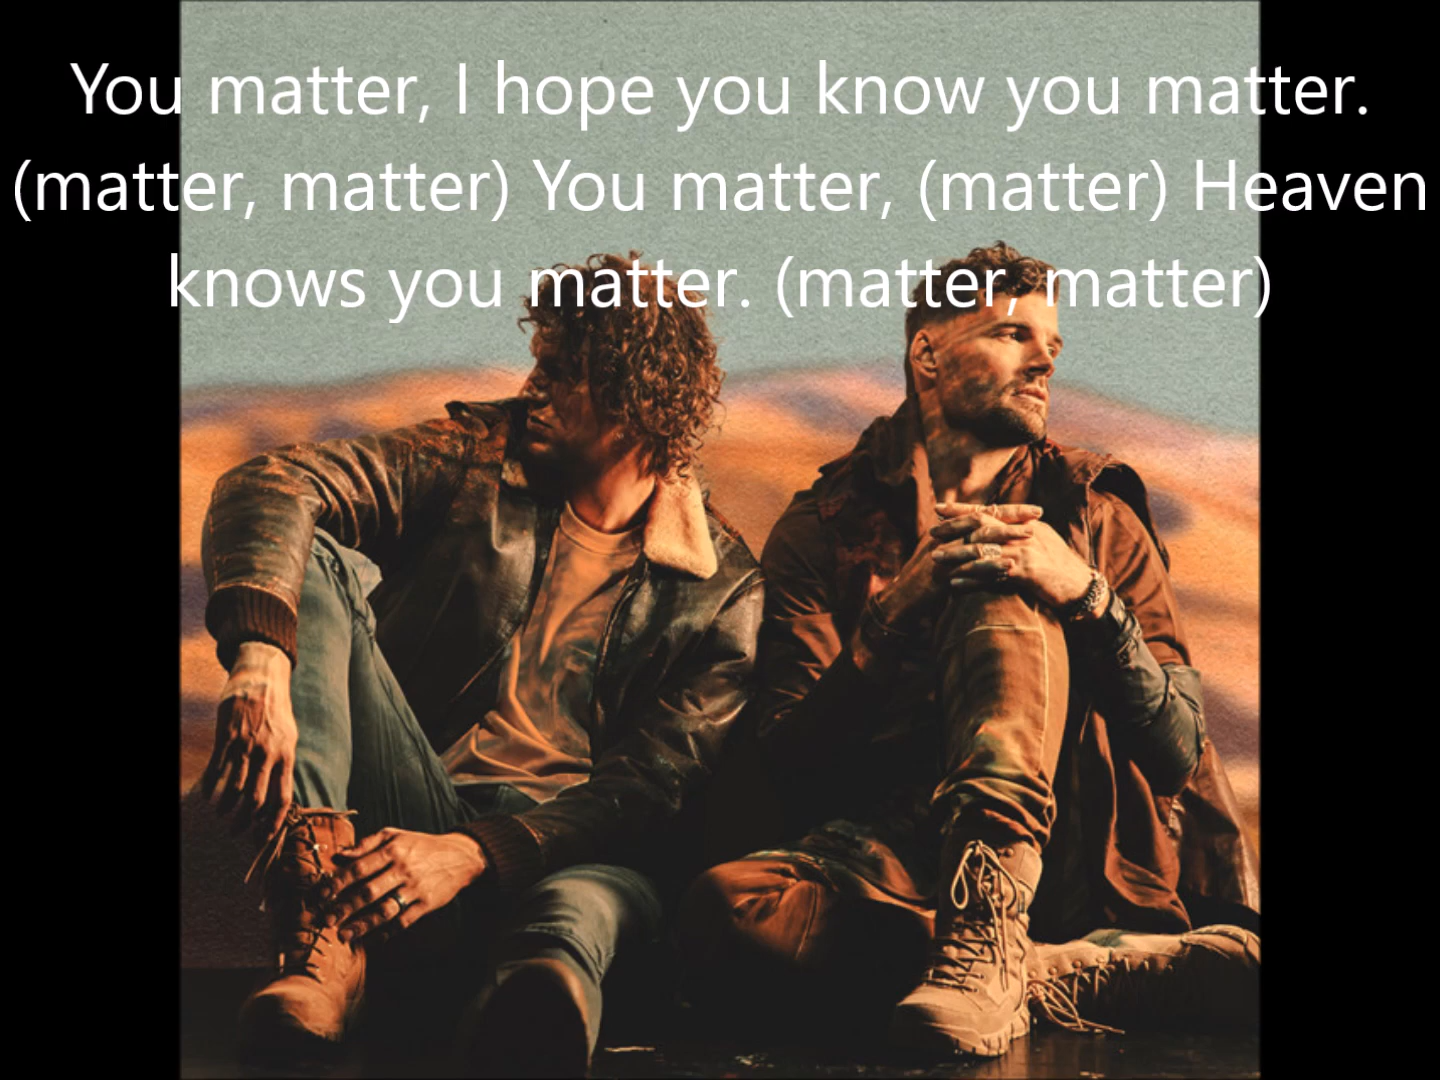 You matter, I hope you know you matter.
(matter, matter) You matter, (matter) Heaven
knows you matter. (matter, matter)